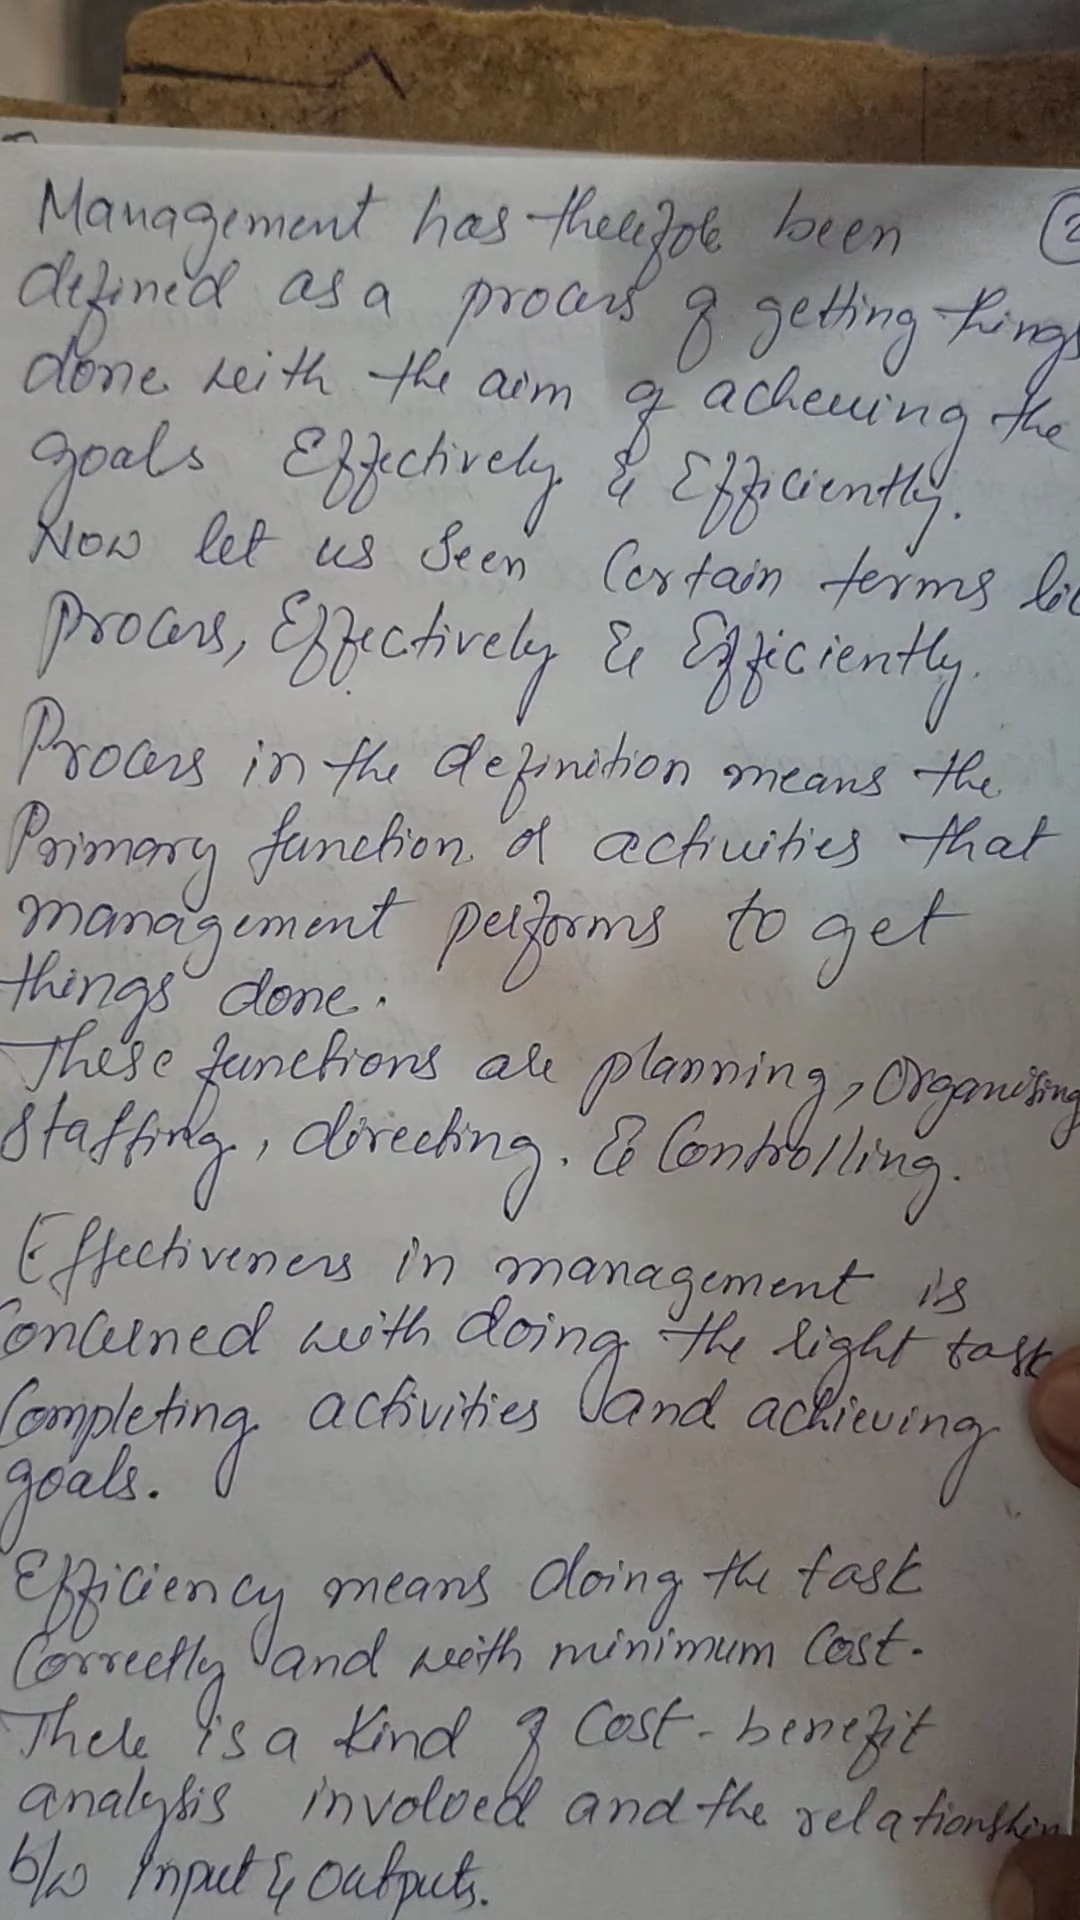 Management has therefore been
defined as a process of getting things
done with the aim of acheuing the
goals Effectively & Efficiently.
Now let us Seen Certain terms
Process, Effectively & Efficiently.
Process in the definition means the
Primary function or activities that
management performs to get
things done.
These functions are planning, Organising
Staffing, directing. & Controlling.
Effectiveness in management is
Concerned with doing the right task
Completing activities and achieving
goals.
Efficiency means doing the task
Correctly and with minimum Cost.
There is a Kind of Cost-benefit
analysis involved and the relationship
b/w Input & Outputs.